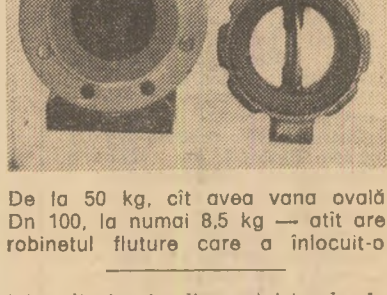 De la 50 kg, cît avea vana ovală
Dn 100, la numai 8,5 kg — atît are
robinetul fluture care a înlocuit-o